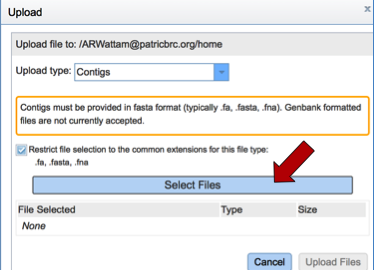 Upload
x
Upload file to: /ARWattam@patricbrc.org/home
Upload type: Contigs
Contigs must be provided in fasta format (typically .fa, .fasta, .fna). Genbank formatted
files are not currently accepted.
Restrict file selection to the common extensions for this file type:
.fa, .fasta, .fna
Select Files
File Selected Type Size
None
Cancel Upload Files